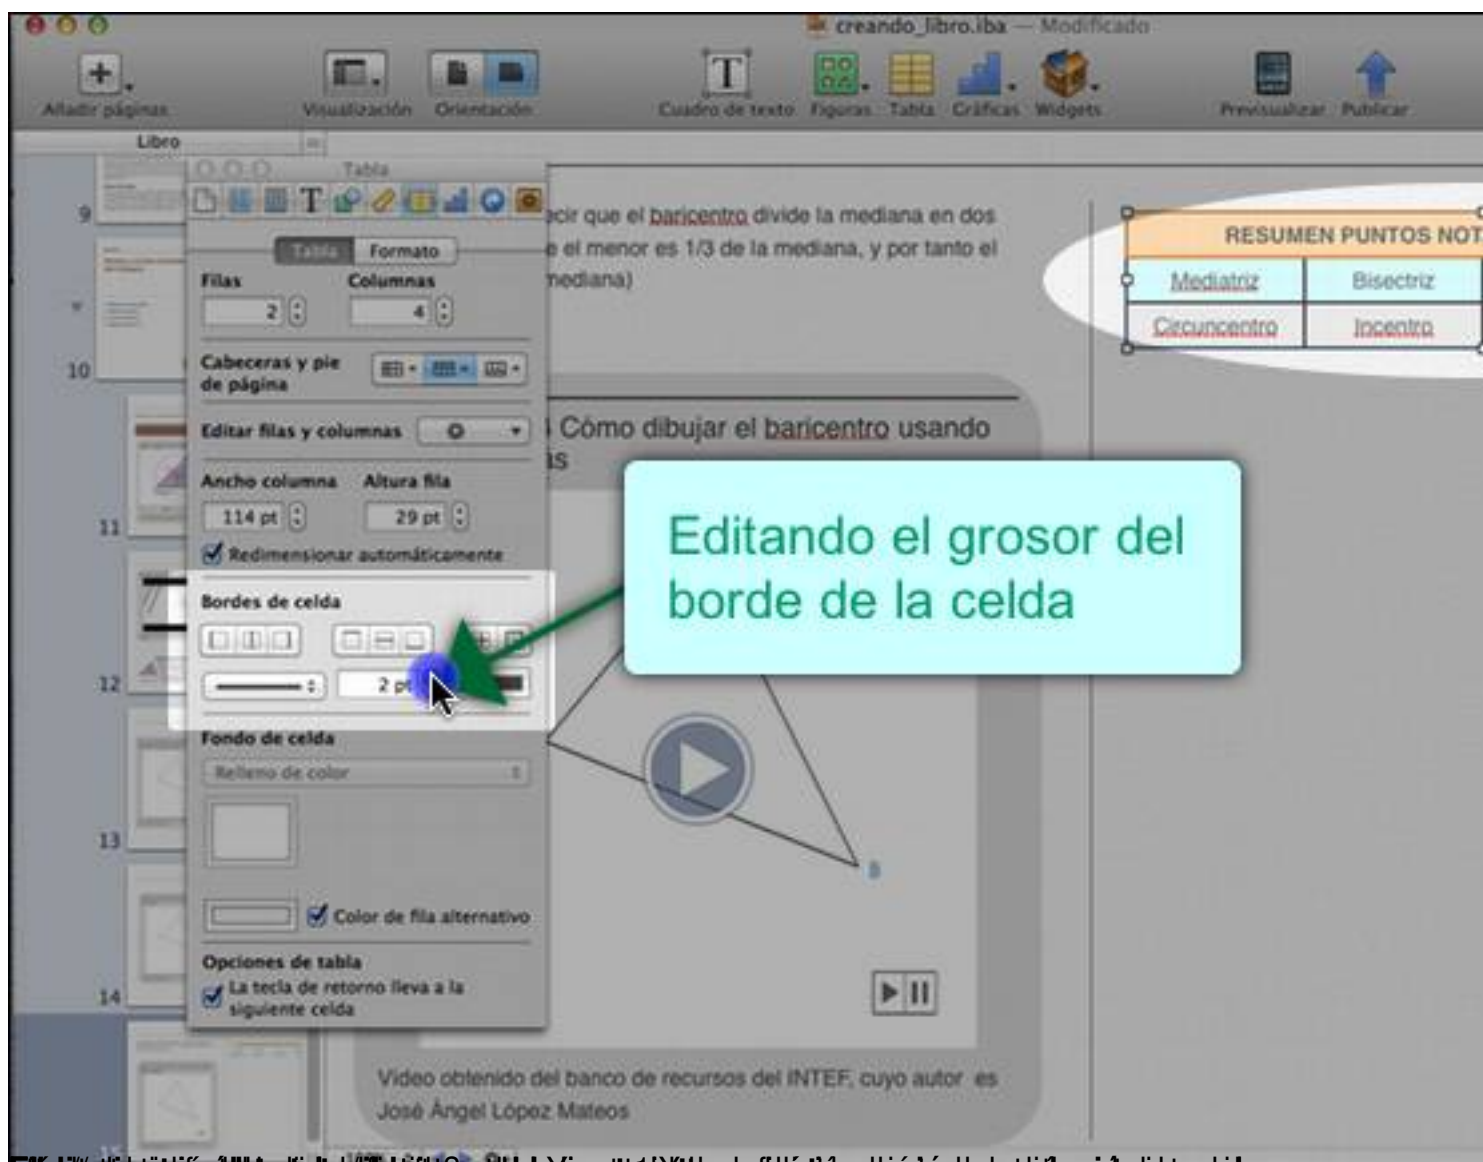 creando_libro.iba — Modificado
Añadir páginas
Visualización
Orientación
Cuadro de texto
Figuras
Tabla
Gráficas
Widgets
Previsualizar
Publicar
Libro
9
10
11
12
13
14
Tabla
Tabla
Formato
Filas
Columnas
2
4
Cabeceras y pie
de página
Editar filas y columnas
Ancho columna
Altura fila
114 pt
29 pt
Redimensionar automáticamente
Bordes de celda
2 pt
Fondo de celda
Relleno de color
Color de fila alternativo
Opciones de tabla
La tecla de retorno lleva a la
siguiente celda
ecir que el baricentro divide la mediana en dos
e el menor es 1/3 de la mediana, y por tanto el
mediana)
4 Cómo dibujar el baricentro usando
as
Editando el grosor del
borde de la celda
B
Video obtenido del banco de recursos del INTEF, cuyo autor es
José Ángel López Mateos
RESUMEN PUNTOS NOT
Mediatriz
Bisectriz
Circuncentro
Incentro